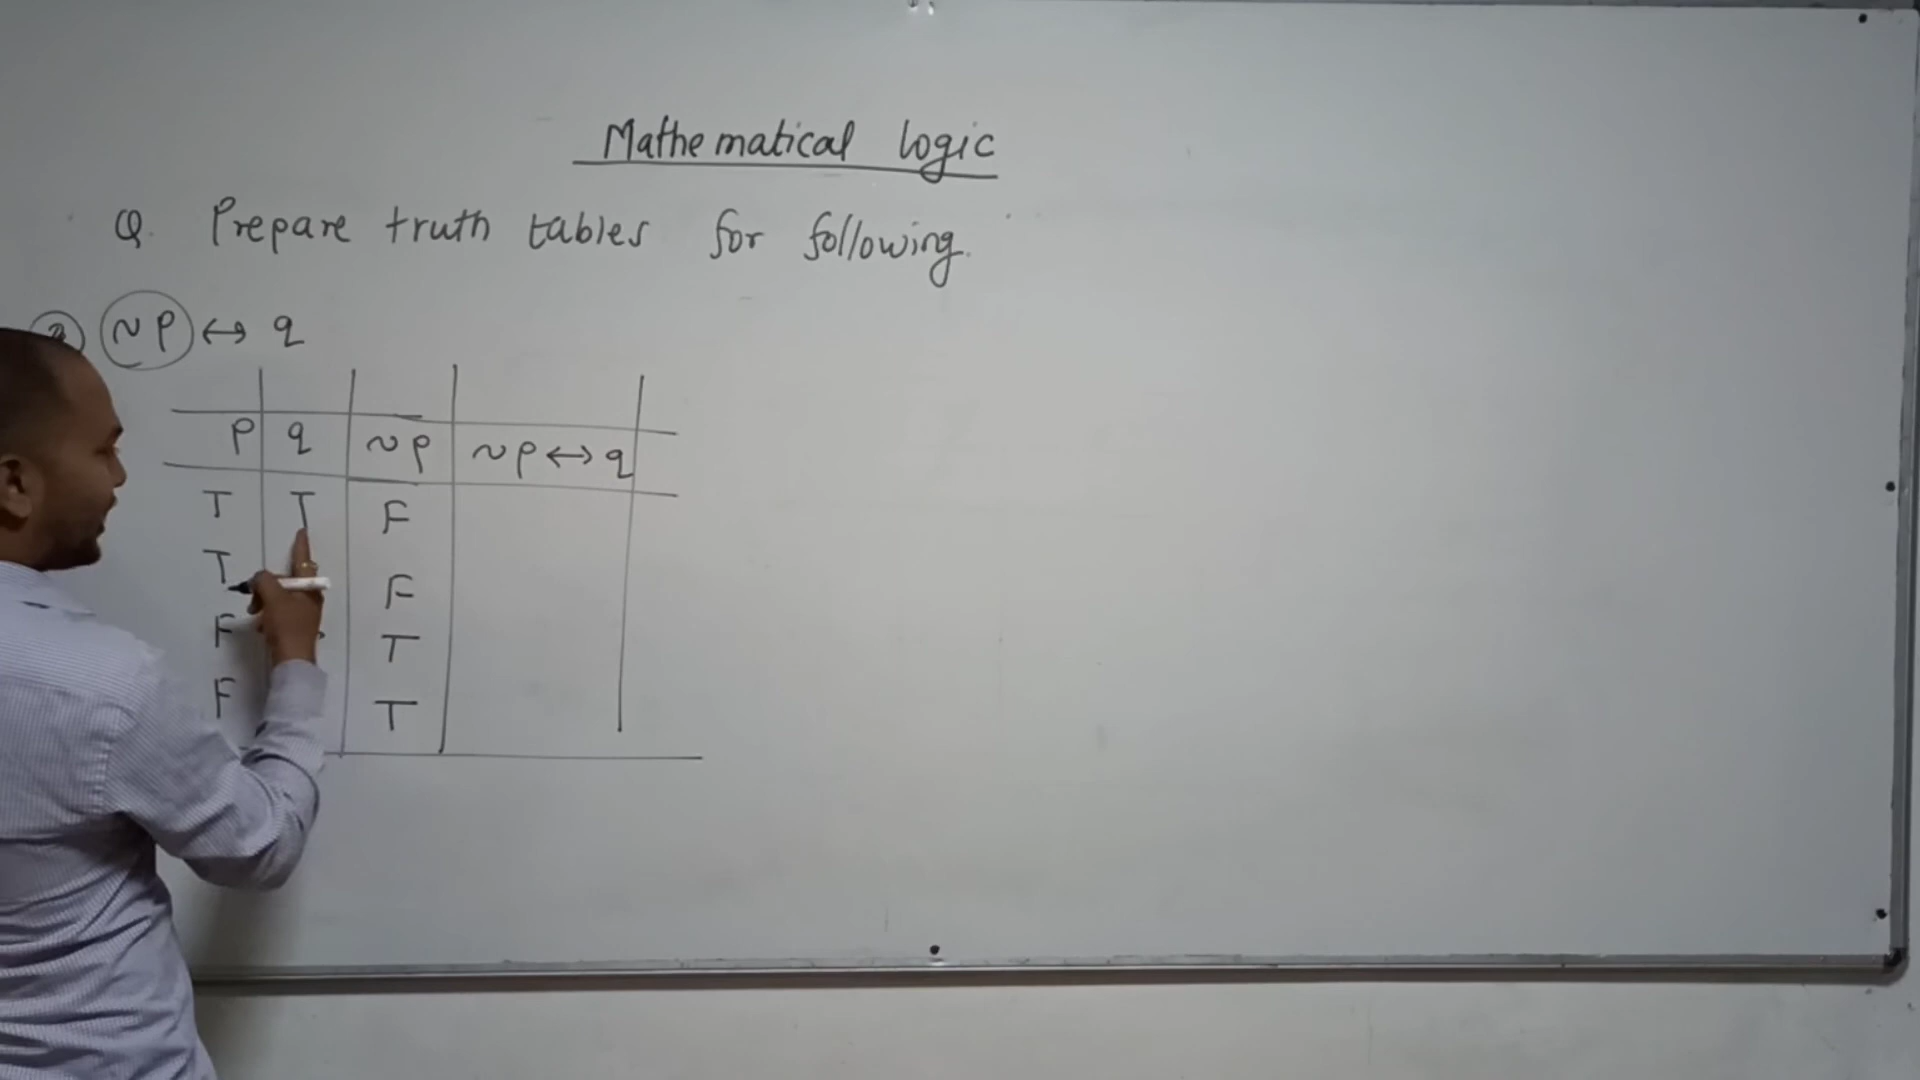 Mathematical logic
Q. Prepare truth tables for following.
~p ↔ q
p q ~p ~p ↔ q
T T F
T F
F T
F T